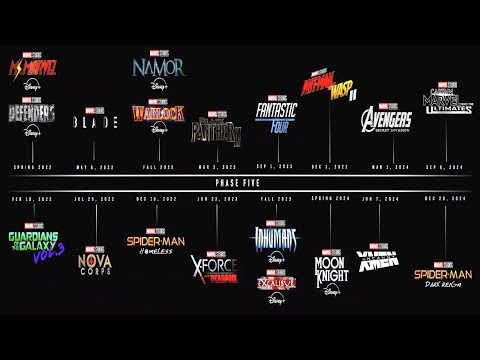 MARVEL STUDIOS
MS. MARVEL
Disney+
MARVEL STUDIOS
NAMOR
Disney+
MARVEL STUDIOS
DEFENDERS
Disney+
MARVEL STUDIOS
BLADE
MARVEL STUDIOS
WARLOCK
Disney+
MARVEL STUDIOS
BLACK PANTHER II
MARVEL STUDIOS
FANTASTIC
FOUR
MARVEL STUDIOS
ANT-MAN
AND THE
WASP
II
MARVEL STUDIOS
AVENGERS
SECRET INVASION
MARVEL STUDIOS
CAPTAIN
MARVEL
ULTIMATES
SPRING 2022
MAY 6, 2022
FALL 2022
MAR 3, 2023
SEP 1, 2023
DEC 1, 2023
MAR 1, 2024
SEP 6, 2024
PHASE FIVE
FEB 18, 2022
JUL 29, 2022
DEC 16, 2022
JUN 23, 2023
FALL 2023
SPRING 2024
JUN 7, 2024
DEC 20, 2024
MARVEL STUDIOS
GUARDIANS
OF THE
GALAXY
VOL.3
MARVEL STUDIOS
NOVA
CORPS
MARVEL STUDIOS
SPIDER-MAN
MARVEL STUDIOS
X-FORCE
DEADPOOL
MARVEL STUDIOS
INHUMANS
Disney+
MARVEL STUDIOS
EXCALIBUR
Disney+
MARVEL STUDIOS
MOON
KNIGHT
Disney+
MARVEL STUDIOS
X-MEN
MARVEL STUDIOS
SPIDER-MAN
DARK REIGN